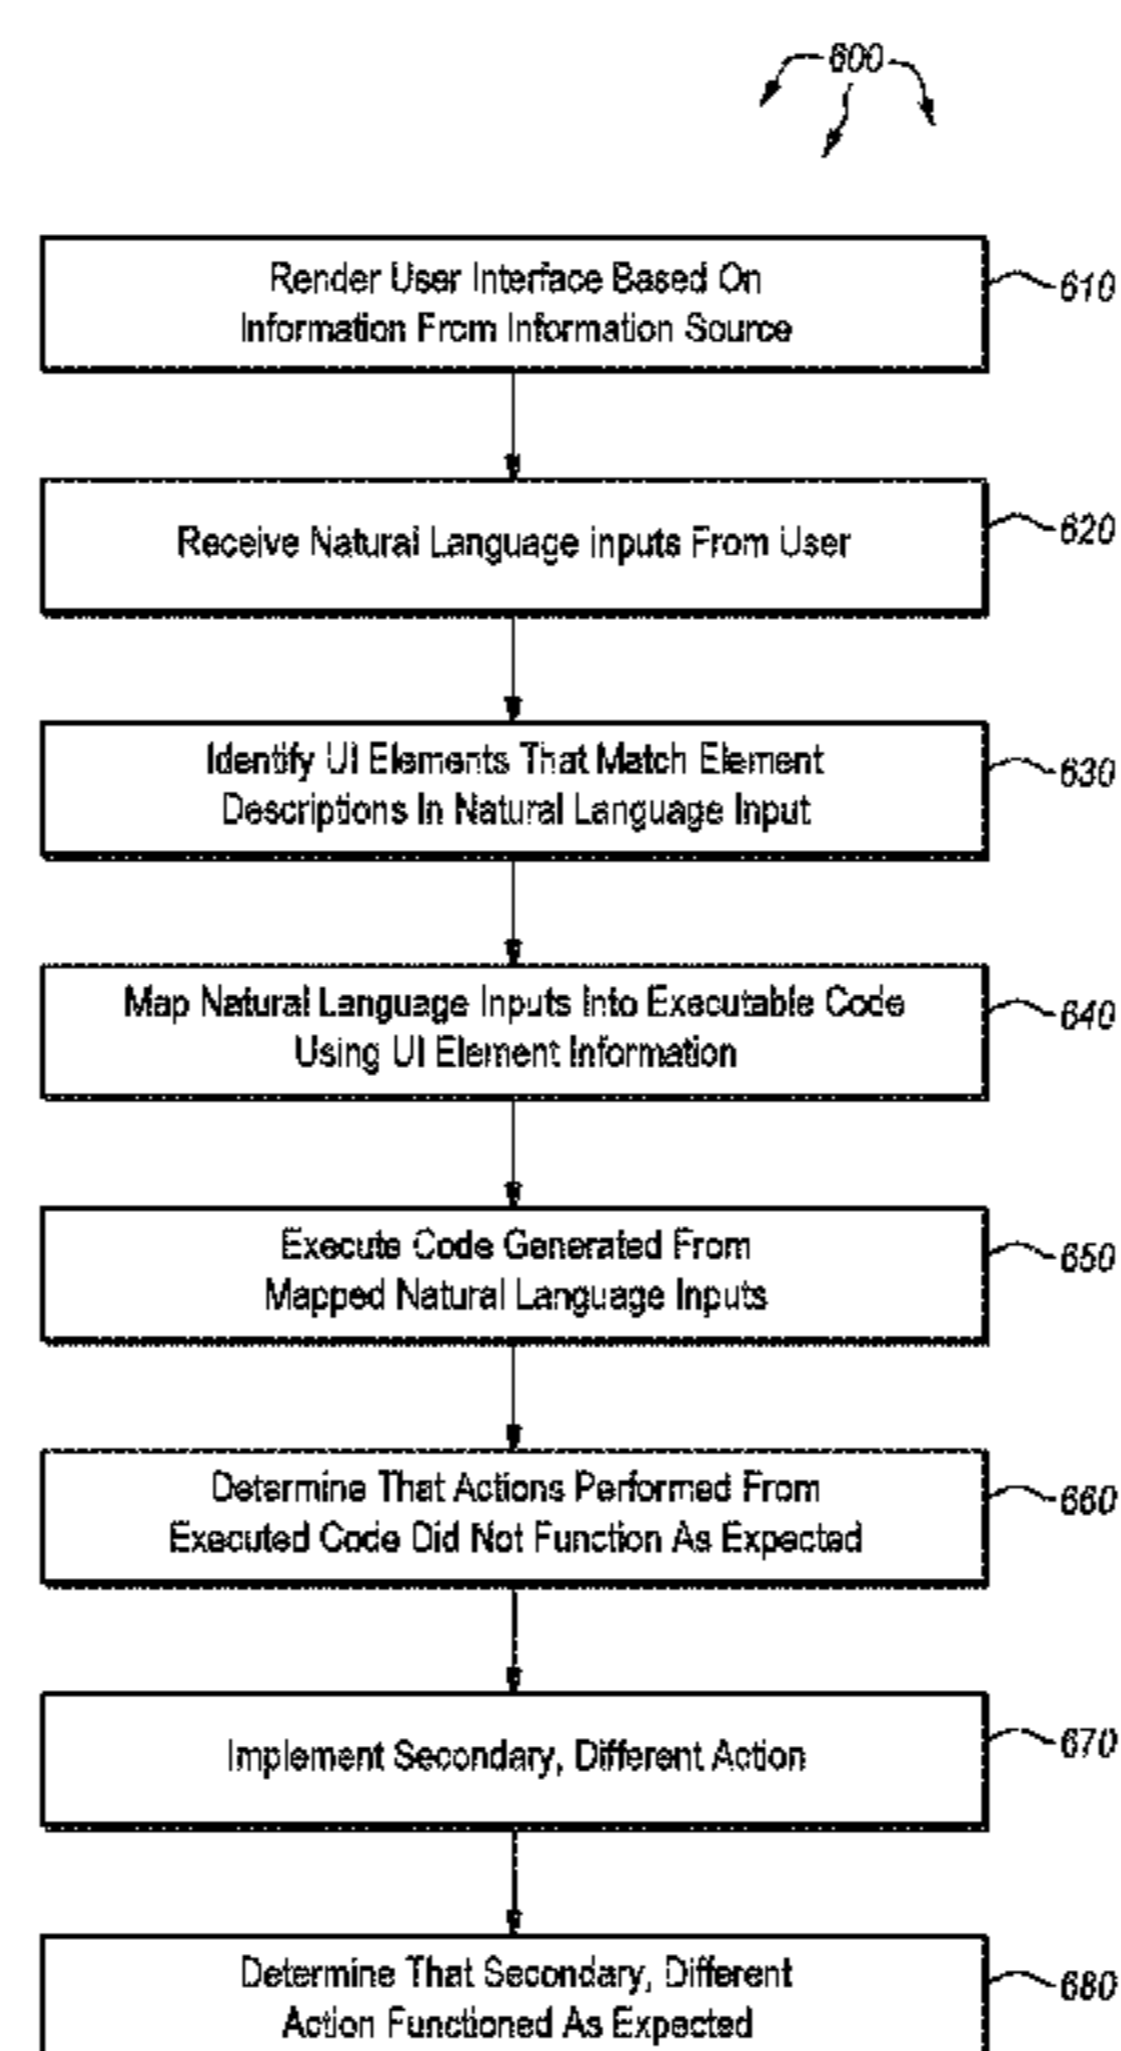 600
Render User Interface Based On
Information From Information Source
610
Receive Natural Language inputs From User
620
Identify UI Elements That Match Element
Descriptions In Natural Language Input
630
Map Natural Language Inputs Into Executable Code
Using UI Element Information
640
Execute Code Generated From
Mapped Natural Language Inputs
650
Determine That Actions Performed From
Executed Code Did Not Function As Expected
660
Implement Secondary, Different Action
670
Determine That Secondary, Different
Action Functioned As Expected
680